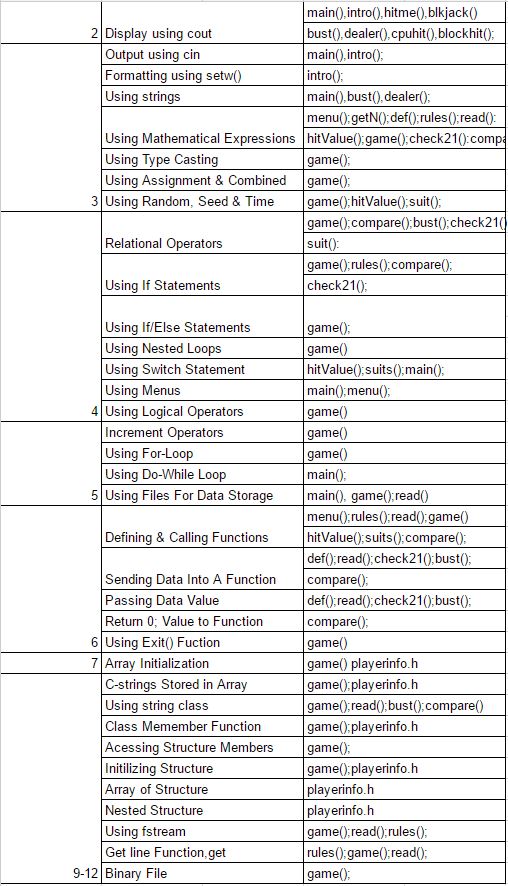 main(),intro(),hitme(),blkjack()
2 Display using cout bust(),dealer(),cpuhit(),blockhit();
Output using cin main(),intro();
Formatting using setw() intro();
Using strings main(),bust(),dealer();
menu();getN();def();rules();read():
Using Mathematical Expressions hitValue();game();check21():compa
Using Type Casting game();
Using Assignment & Combined game();
3 Using Random, Seed & Time game();hitValue();suit();
game();compare();bust();check21()
Relational Operators suit():
game();rules();compare();
Using If Statements check21();
Using If/Else Statements game();
Using Nested Loops game()
Using Switch Statement hitValue();suits();main();
Using Menus main();menu();
4 Using Logical Operators game()
Increment Operators game()
Using For-Loop game()
Using Do-While Loop main();
5 Using Files For Data Storage main(), game();read()
menu();rules();read();game()
Defining & Calling Functions hitValue();suits();compare();
def();read();check21();bust();
Sending Data Into A Function compare();
Passing Data Value def();read();check21();bust();
Return 0; Value to Function compare();
6 Using Exit() Fuction game()
7 Array Initialization game() playerinfo.h
C-strings Stored in Array game();playerinfo.h
Using string class game();read();bust();compare()
Class Memember Function game();playerinfo.h
Acessing Structure Members game();
Initilizing Structure game();playerinfo.h
Array of Structure playerinfo.h
Nested Structure playerinfo.h
Using fstream game();read();rules();
Get line Function,get rules();game();read();
9-12 Binary File game();